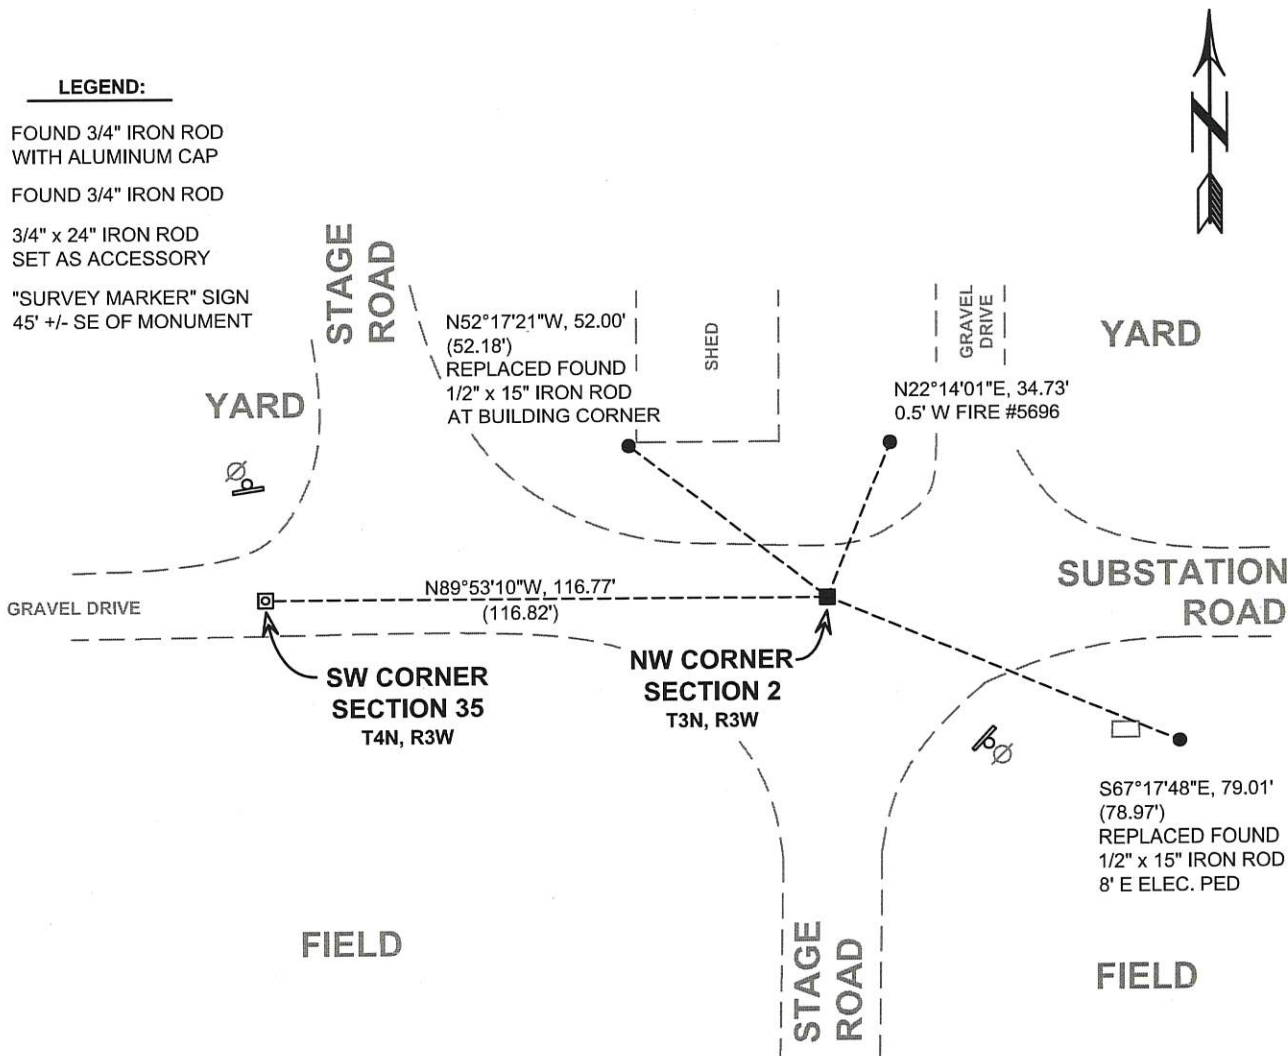 LEGEND:
FOUND 3/4" IRON ROD
WITH ALUMINUM CAP
FOUND 3/4" IRON ROD
3/4" x 24" IRON ROD
SET AS ACCESSORY
"SURVEY MARKER" SIGN
45' +/- SE OF MONUMENT
N
STAGE
ROAD
YARD
N52°17'21"W, 52.00'
(52.18')
REPLACED FOUND
1/2" x 15" IRON ROD
AT BUILDING CORNER
SHED
GRAVEL
DRIVE
YARD
N22°14'01"E, 34.73'
0.5' W FIRE #5696
SUBSTATION
ROAD
GRAVEL DRIVE
N89°53'10"W, 116.77'
(116.82')
SW CORNER
SECTION 35
T4N, R3W
NW CORNER
SECTION 2
T3N, R3W
S67°17'48"E, 79.01'
(78.97')
REPLACED FOUND
1/2" x 15" IRON ROD
8' E ELEC. PED
FIELD
STAGE
ROAD
FIELD